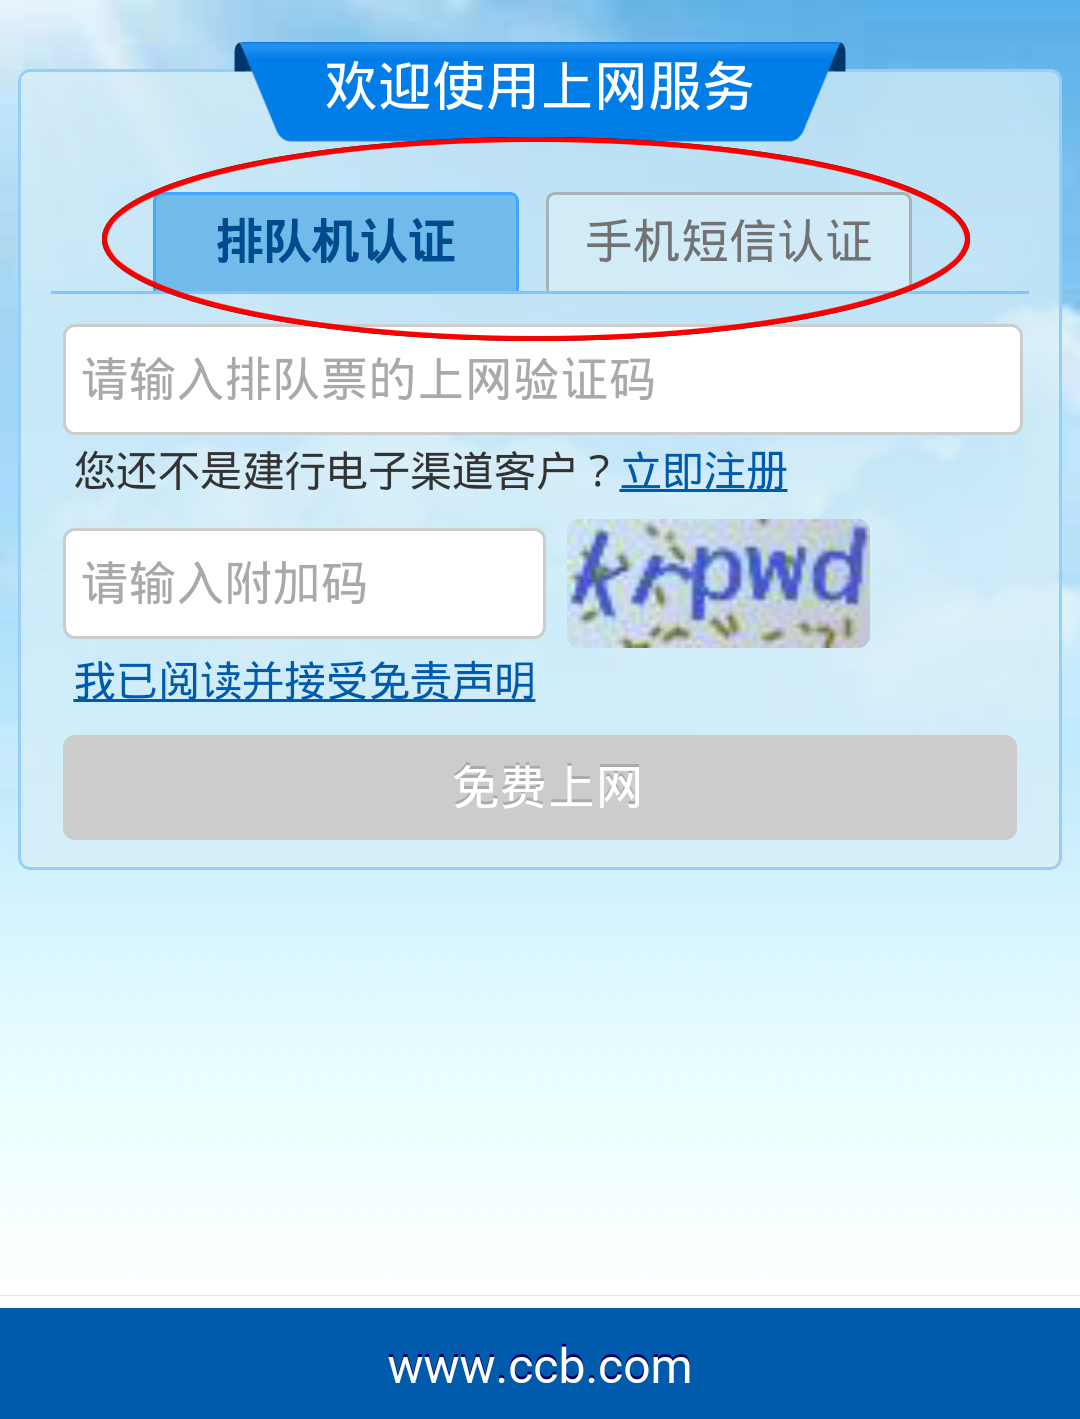 欢迎使用上网服务
排队机认证 手机短信认证
请输入排队票的上网验证码
您还不是建行电子渠道客户？立即注册
请输入附加码 krpwd
我已阅读并接受免责声明
免费上网
www.ccb.com